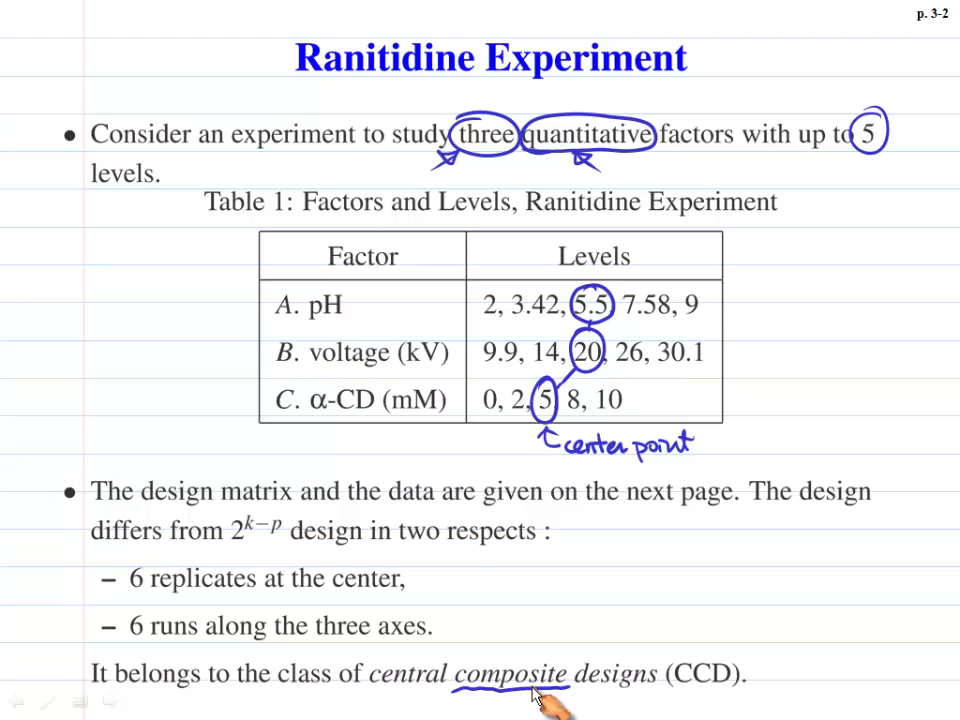 p. 3-2
Ranitidine Experiment
• Consider an experiment to study three quantitative factors with up to 5
levels.
Table 1: Factors and Levels, Ranitidine Experiment
Factor Levels
A. pH 2, 3.42, 5.5, 7.58, 9
B. voltage (kV) 9.9, 14, 20, 26, 30.1
C. α-CD (mM) 0, 2, 5, 8, 10
center point
• The design matrix and the data are given on the next page. The design
differs from 2^{k−p} design in two respects :
– 6 replicates at the center,
– 6 runs along the three axes.
It belongs to the class of central composite designs (CCD).